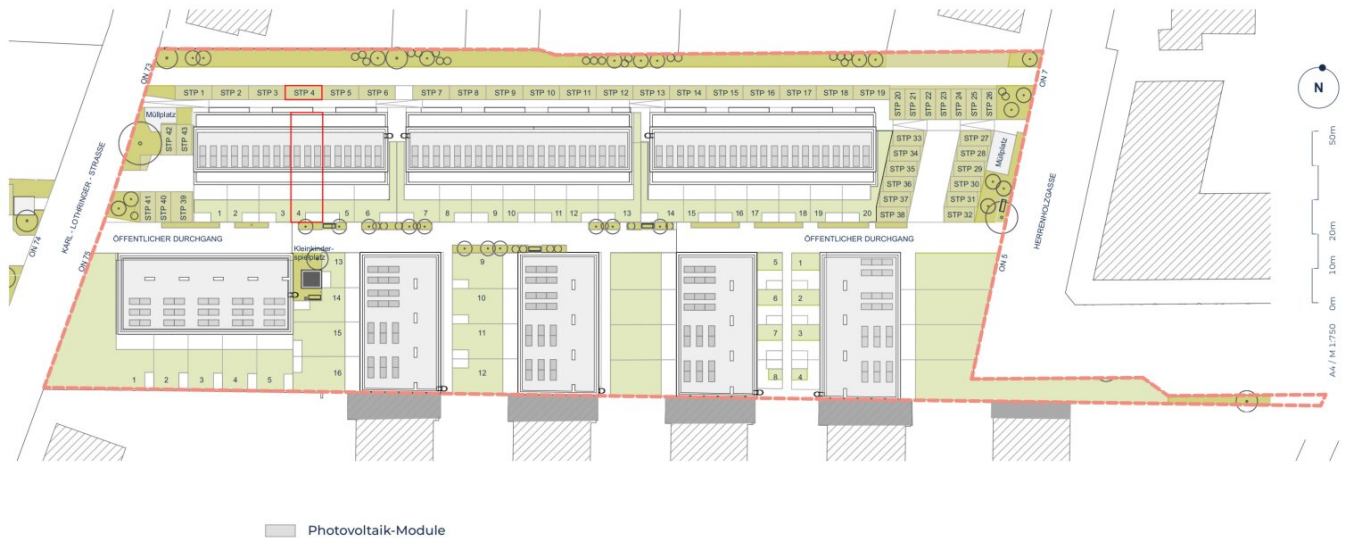 ON 73
ON 7
STP 1 STP 2 STP 3 STP 4 STP 5 STP 6 STP 7 STP 8 STP 9 STP 10 STP 11 STP 12 STP 13 STP 14 STP 15 STP 16 STP 17 STP 18 STP 19
STP 20 STP 21 STP 22 STP 23 STP 24 STP 25 STP 26
N
Müllplatz
STP 42 STP 43
STP 33 STP 27
STP 34 STP 28
STP 35 STP 29
STP 36 STP 30
STP 37 STP 31
STP 38 STP 32
Müllplatz
STP 41 STP 40 STP 39
1 2 3 4 5 6 7 8 9 10 11 12 13 14 15 16 17 18 19 20
KARL - LOTHRINGER - STRASSE
HERRENHOLZGASSE
ON 74
ON 75
ON 5
ÖFFENTLICHER DURCHGANG
ÖFFENTLICHER DURCHGANG
Kleinkinder-
spielplatz
13 9 5 1
14 10 6 2
15 11 7 3
16 12 8 4
1 2 3 4 5
50m
20m
10m
0m
A4 / M 1:750
Photovoltaik-Module